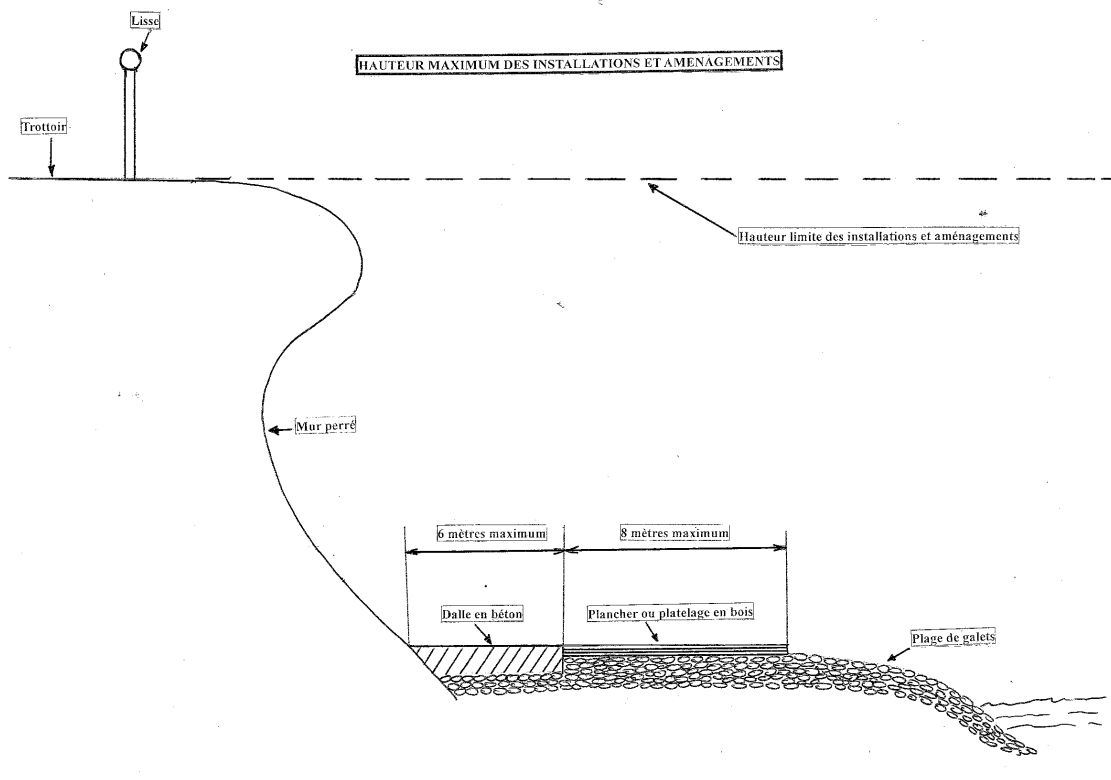 Lisse
HAUTEUR MAXIMUM DES INSTALLATIONS ET AMENAGEMENTS
Trottoir
Hauteur limite des installations et aménagements
Mur perré
6 mètres maximum
8 mètres maximum
Dalle en béton
Plancher ou platelage en bois
Plage de galets